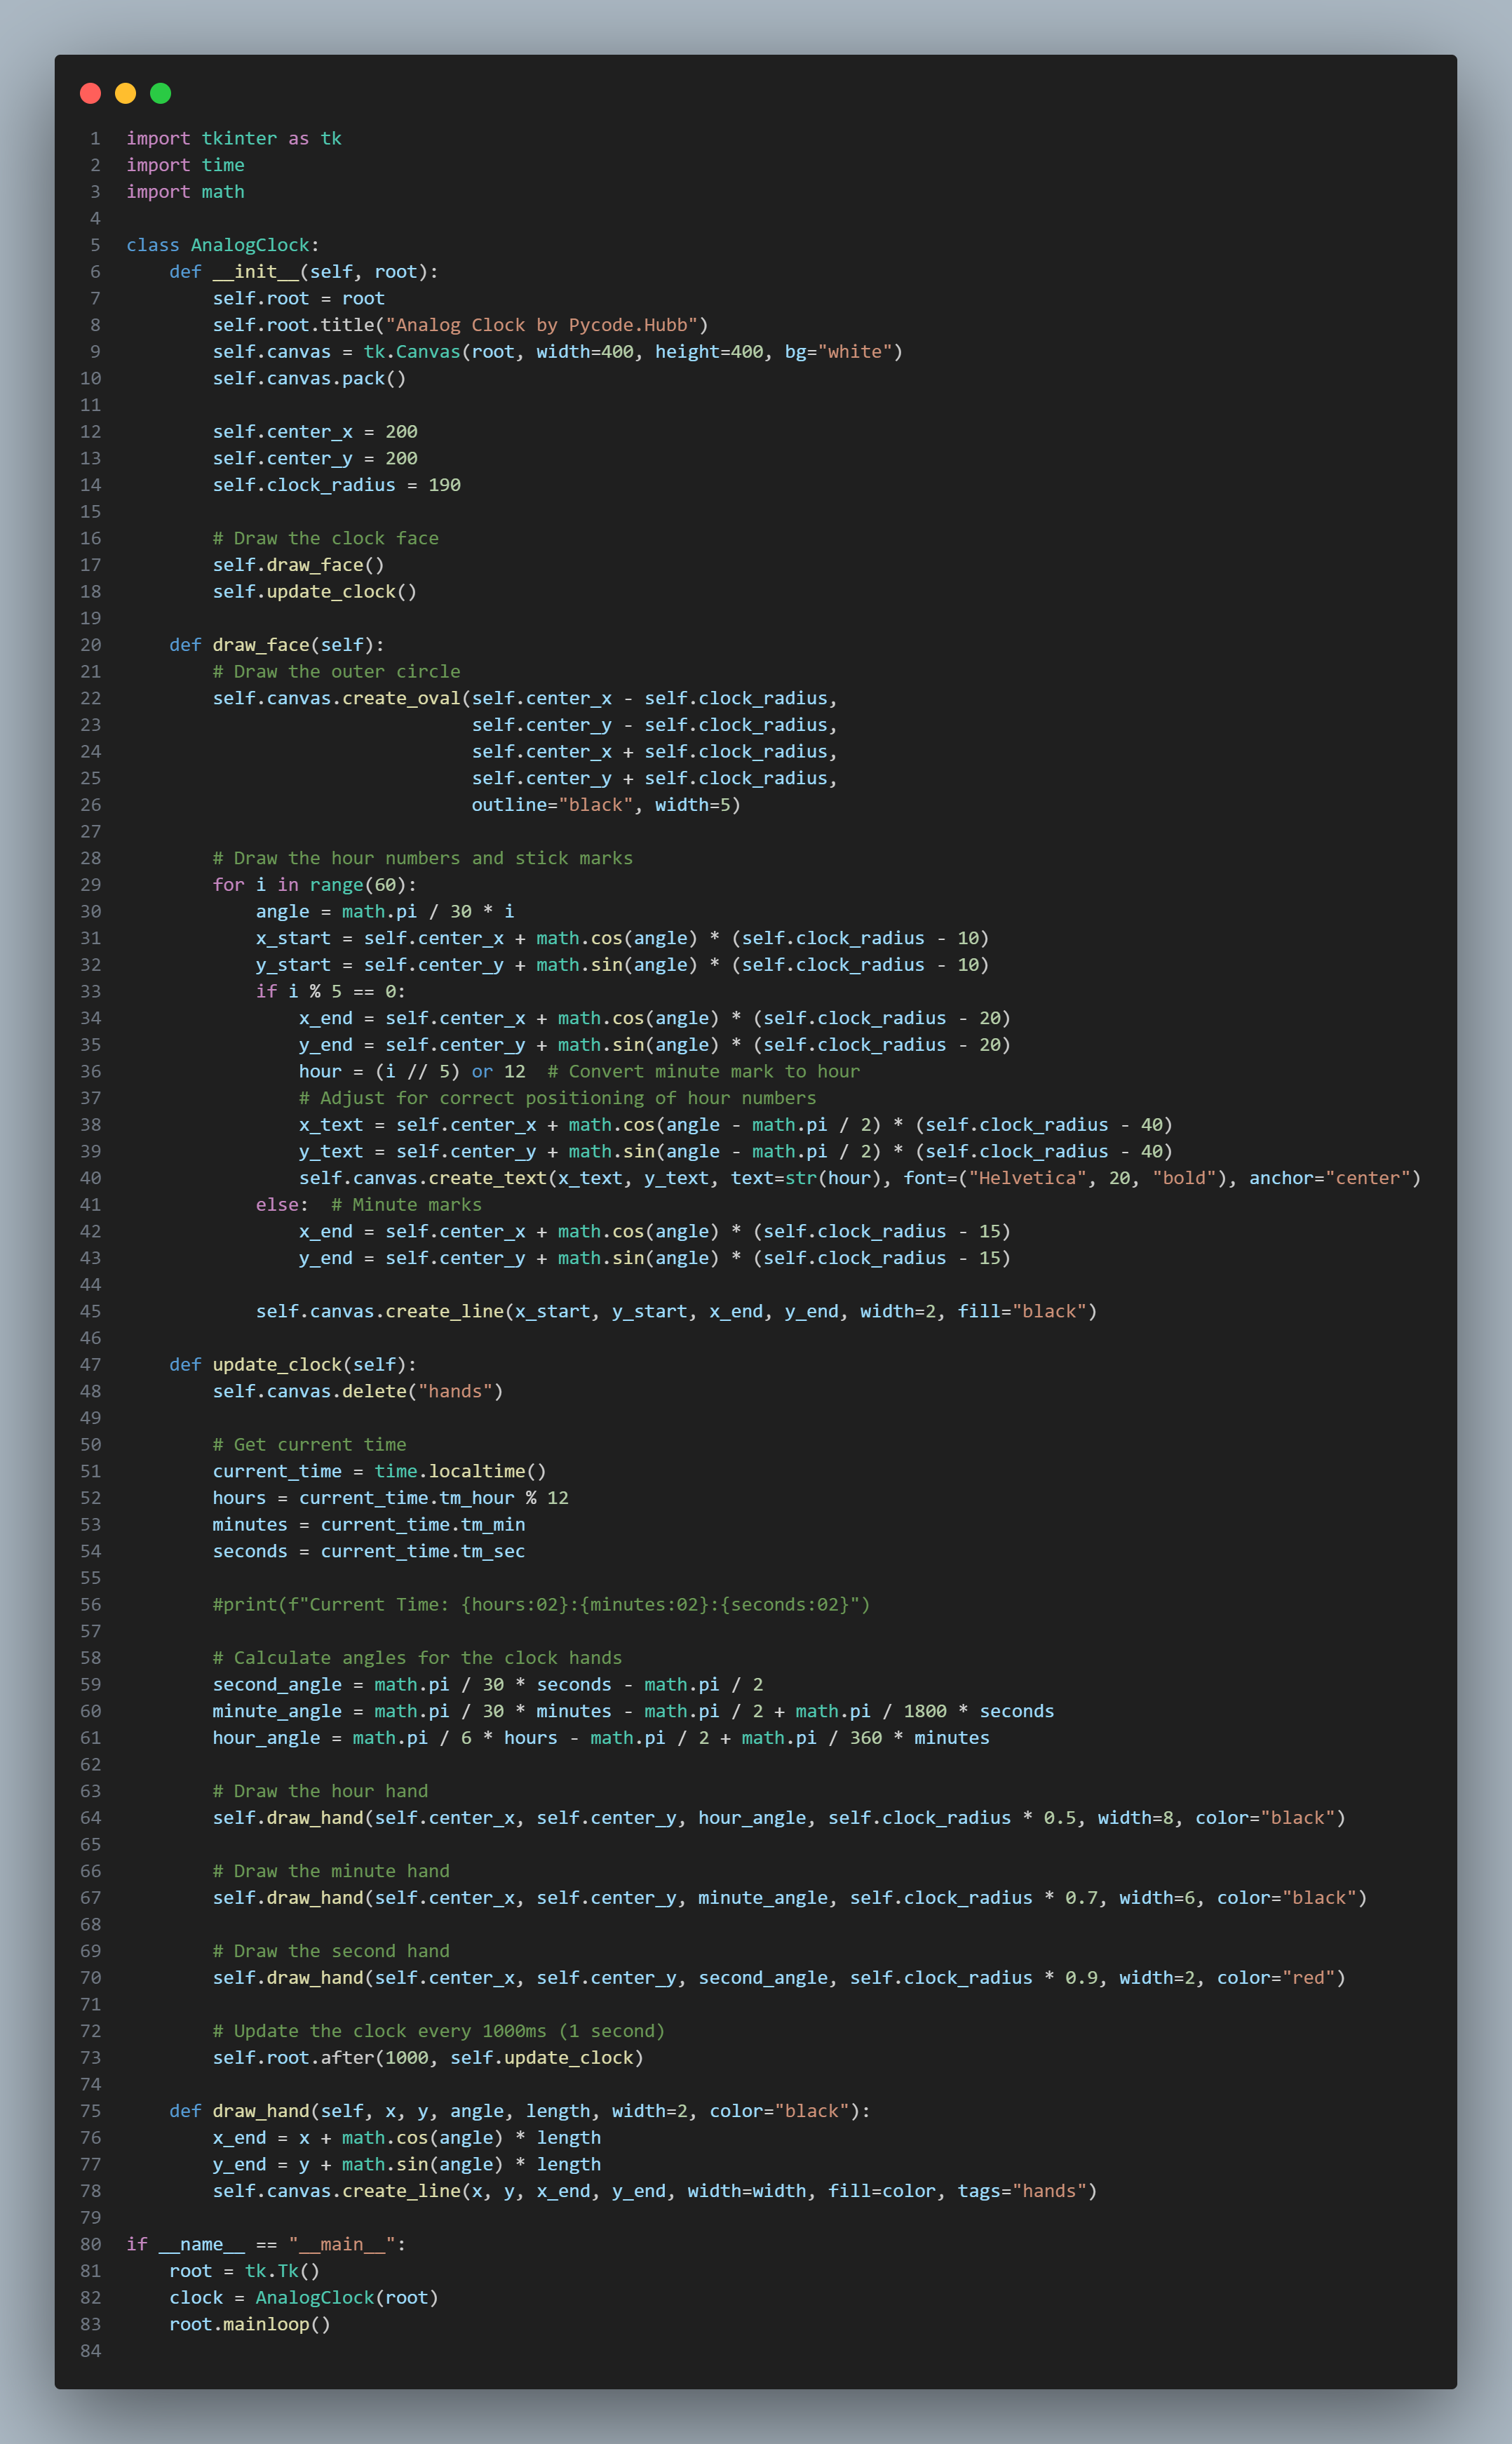 1 import tkinter as tk
2 import time
3 import math
4
5 class AnalogClock:
6     def __init__(self, root):
7         self.root = root
8         self.root.title("Analog Clock by Pycode.Hubb")
9         self.canvas = tk.Canvas(root, width=400, height=400, bg="white")
10         self.canvas.pack()
11
12         self.center_x = 200
13         self.center_y = 200
14         self.clock_radius = 190
15
16         # Draw the clock face
17         self.draw_face()
18         self.update_clock()
19
20     def draw_face(self):
21         # Draw the outer circle
22         self.canvas.create_oval(self.center_x - self.clock_radius,
23                                 self.center_y - self.clock_radius,
24                                 self.center_x + self.clock_radius,
25                                 self.center_y + self.clock_radius,
26                                 outline="black", width=5)
27
28         # Draw the hour numbers and stick marks
29         for i in range(60):
30             angle = math.pi / 30 * i
31             x_start = self.center_x + math.cos(angle) * (self.clock_radius - 10)
32             y_start = self.center_y + math.sin(angle) * (self.clock_radius - 10)
33             if i % 5 == 0:
34                 x_end = self.center_x + math.cos(angle) * (self.clock_radius - 20)
35                 y_end = self.center_y + math.sin(angle) * (self.clock_radius - 20)
36                 hour = (i // 5) or 12  # Convert minute mark to hour
37                 # Adjust for correct positioning of hour numbers
38                 x_text = self.center_x + math.cos(angle - math.pi / 2) * (self.clock_radius - 40)
39                 y_text = self.center_y + math.sin(angle - math.pi / 2) * (self.clock_radius - 40)
40                 self.canvas.create_text(x_text, y_text, text=str(hour), font=("Helvetica", 20, "bold"), anchor="center")
41             else:  # Minute marks
42                 x_end = self.center_x + math.cos(angle) * (self.clock_radius - 15)
43                 y_end = self.center_y + math.sin(angle) * (self.clock_radius - 15)
44
45             self.canvas.create_line(x_start, y_start, x_end, y_end, width=2, fill="black")
46
47     def update_clock(self):
48         self.canvas.delete("hands")
49
50         # Get current time
51         current_time = time.localtime()
52         hours = current_time.tm_hour % 12
53         minutes = current_time.tm_min
54         seconds = current_time.tm_sec
55
56         #print(f"Current Time: {hours:02}:{minutes:02}:{seconds:02}")
57
58         # Calculate angles for the clock hands
59         second_angle = math.pi / 30 * seconds - math.pi / 2
60         minute_angle = math.pi / 30 * minutes - math.pi / 2 + math.pi / 1800 * seconds
61         hour_angle = math.pi / 6 * hours - math.pi / 2 + math.pi / 360 * minutes
62
63         # Draw the hour hand
64         self.draw_hand(self.center_x, self.center_y, hour_angle, self.clock_radius * 0.5, width=8, color="black")
65
66         # Draw the minute hand
67         self.draw_hand(self.center_x, self.center_y, minute_angle, self.clock_radius * 0.7, width=6, color="black")
68
69         # Draw the second hand
70         self.draw_hand(self.center_x, self.center_y, second_angle, self.clock_radius * 0.9, width=2, color="red")
71
72         # Update the clock every 1000ms (1 second)
73         self.root.after(1000, self.update_clock)
74
75     def draw_hand(self, x, y, angle, length, width=2, color="black"):
76         x_end = x + math.cos(angle) * length
77         y_end = y + math.sin(angle) * length
78         self.canvas.create_line(x, y, x_end, y_end, width=width, fill=color, tags="hands")
79
80 if __name__ == "__main__":
81     root = tk.Tk()
82     clock = AnalogClock(root)
83     root.mainloop()
84